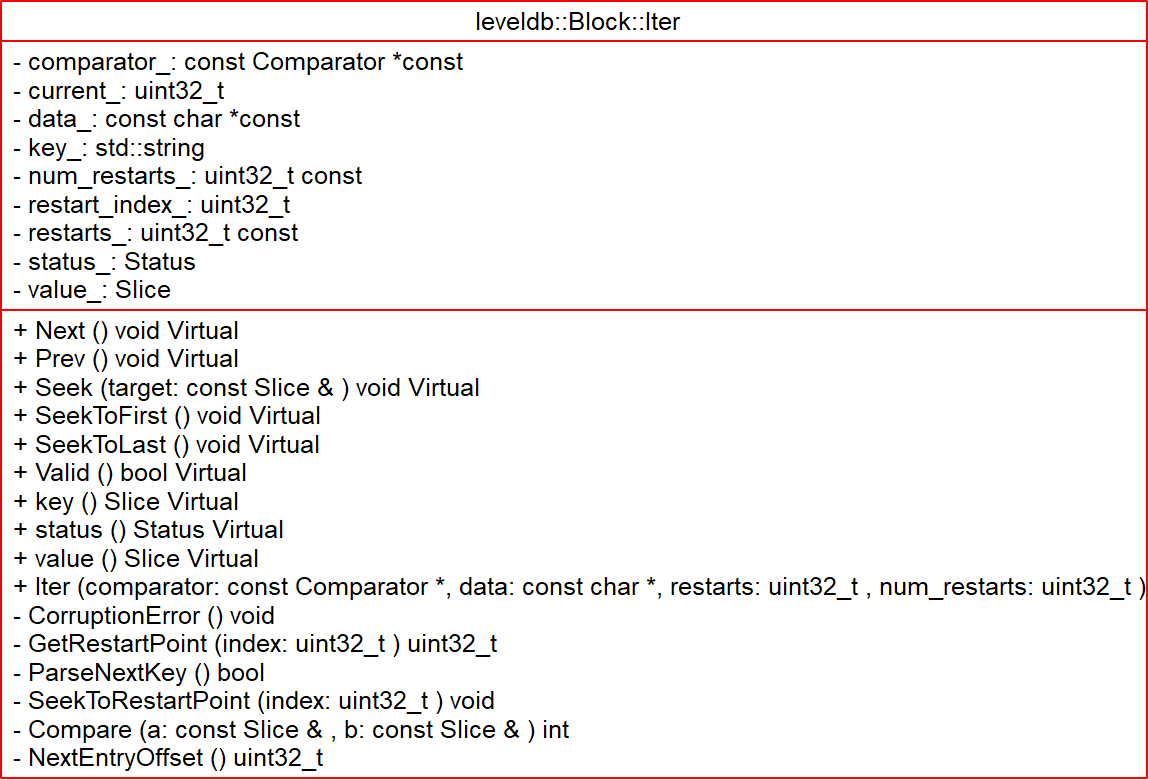 leveldb::Block::Iter
- comparator_: const Comparator *const
- current_: uint32_t
- data_: const char *const
- key_: std::string
- num_restarts_: uint32_t const
- restart_index_: uint32_t
- restarts_: uint32_t const
- status_: Status
- value_: Slice
+ Next () void Virtual
+ Prev () void Virtual
+ Seek (target: const Slice & ) void Virtual
+ SeekToFirst () void Virtual
+ SeekToLast () void Virtual
+ Valid () bool Virtual
+ key () Slice Virtual
+ status () Status Virtual
+ value () Slice Virtual
+ Iter (comparator: const Comparator *, data: const char *, restarts: uint32_t , num_restarts: uint32_t )
- CorruptionError () void
- GetRestartPoint (index: uint32_t ) uint32_t
- ParseNextKey () bool
- SeekToRestartPoint (index: uint32_t ) void
- Compare (a: const Slice & , b: const Slice & ) int
- NextEntryOffset () uint32_t